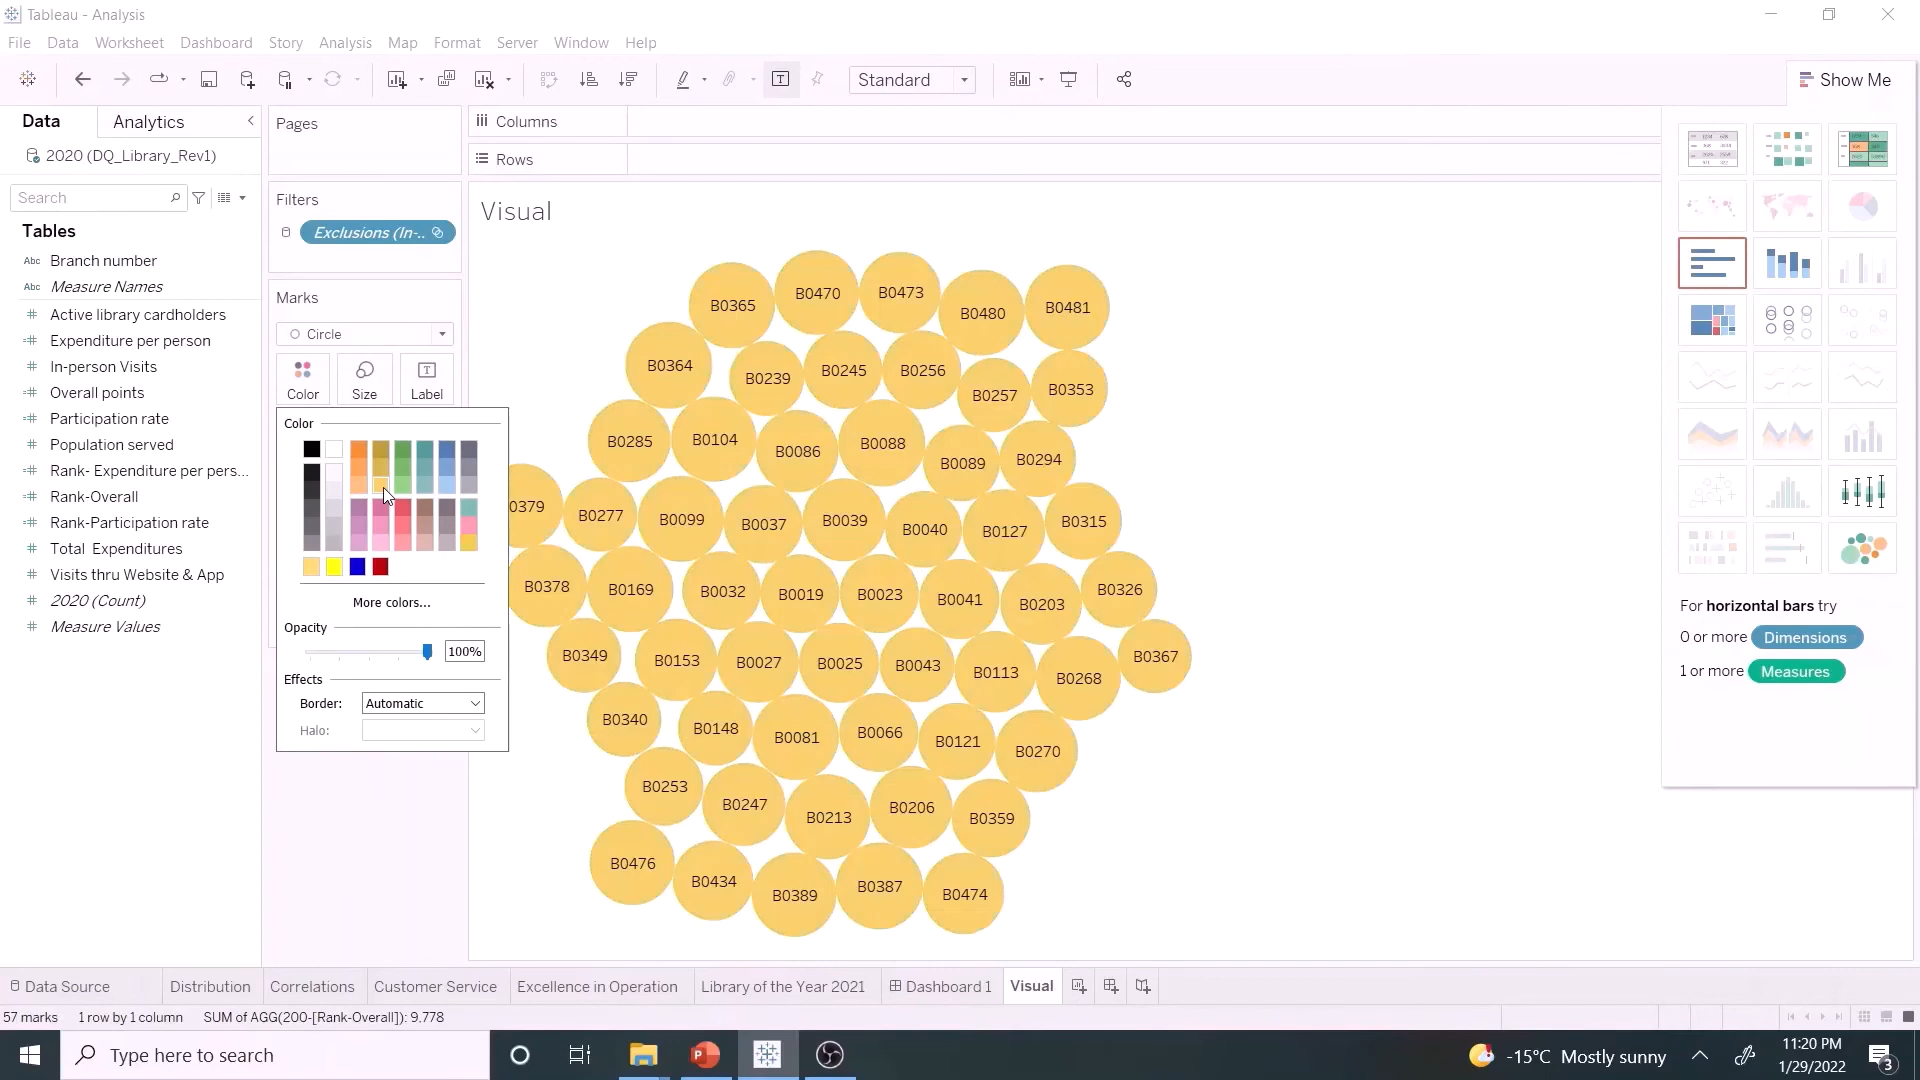 Tableau - Analysis
File Data Worksheet Dashboard Story Analysis Map Format Server Window Help
Standard
Show Me
Data Analytics
2020 (DQ_Library_Rev1)
Search
Tables
Abc Branch number
Abc Measure Names
Active library cardholders
Expenditure per person
In-person Visits
Overall points
Participation rate
Population served
Rank- Expenditure per pers...
Rank-Overall
Rank-Participation rate
Total Expenditures
Visits thru Website & App
2020 (Count)
Measure Values
Pages
Filters
Exclusions (In-..
Marks
Circle
Color Size Label
Color
More colors...
Opacity
100%
Effects
Border: Automatic
Halo:
Columns
Rows
Visual
B0365 B0470 B0473 B0480 B0481
B0364 B0239 B0245 B0256 B0257 B0353
B0285 B0104 B0086 B0088 B0089 B0294
0379 B0277 B0099 B0037 B0039 B0040 B0127 B0315
B0378 B0169 B0032 B0019 B0023 B0041 B0203 B0326
B0349 B0153 B0027 B0025 B0043 B0113 B0268 B0367
B0340 B0148 B0081 B0066 B0121 B0270
B0253 B0247 B0213 B0206 B0359
B0476 B0434 B0389 B0387 B0474
For horizontal bars try
0 or more Dimensions
1 or more Measures
Data Source Distribution Correlations Customer Service Excellence in Operation Library of the Year 2021 Dashboard 1 Visual
57 marks 1 row by 1 column SUM of AGG(200-[Rank-Overall]): 9,778
Type here to search
-15°C Mostly sunny
11:20 PM
1/29/2022
3